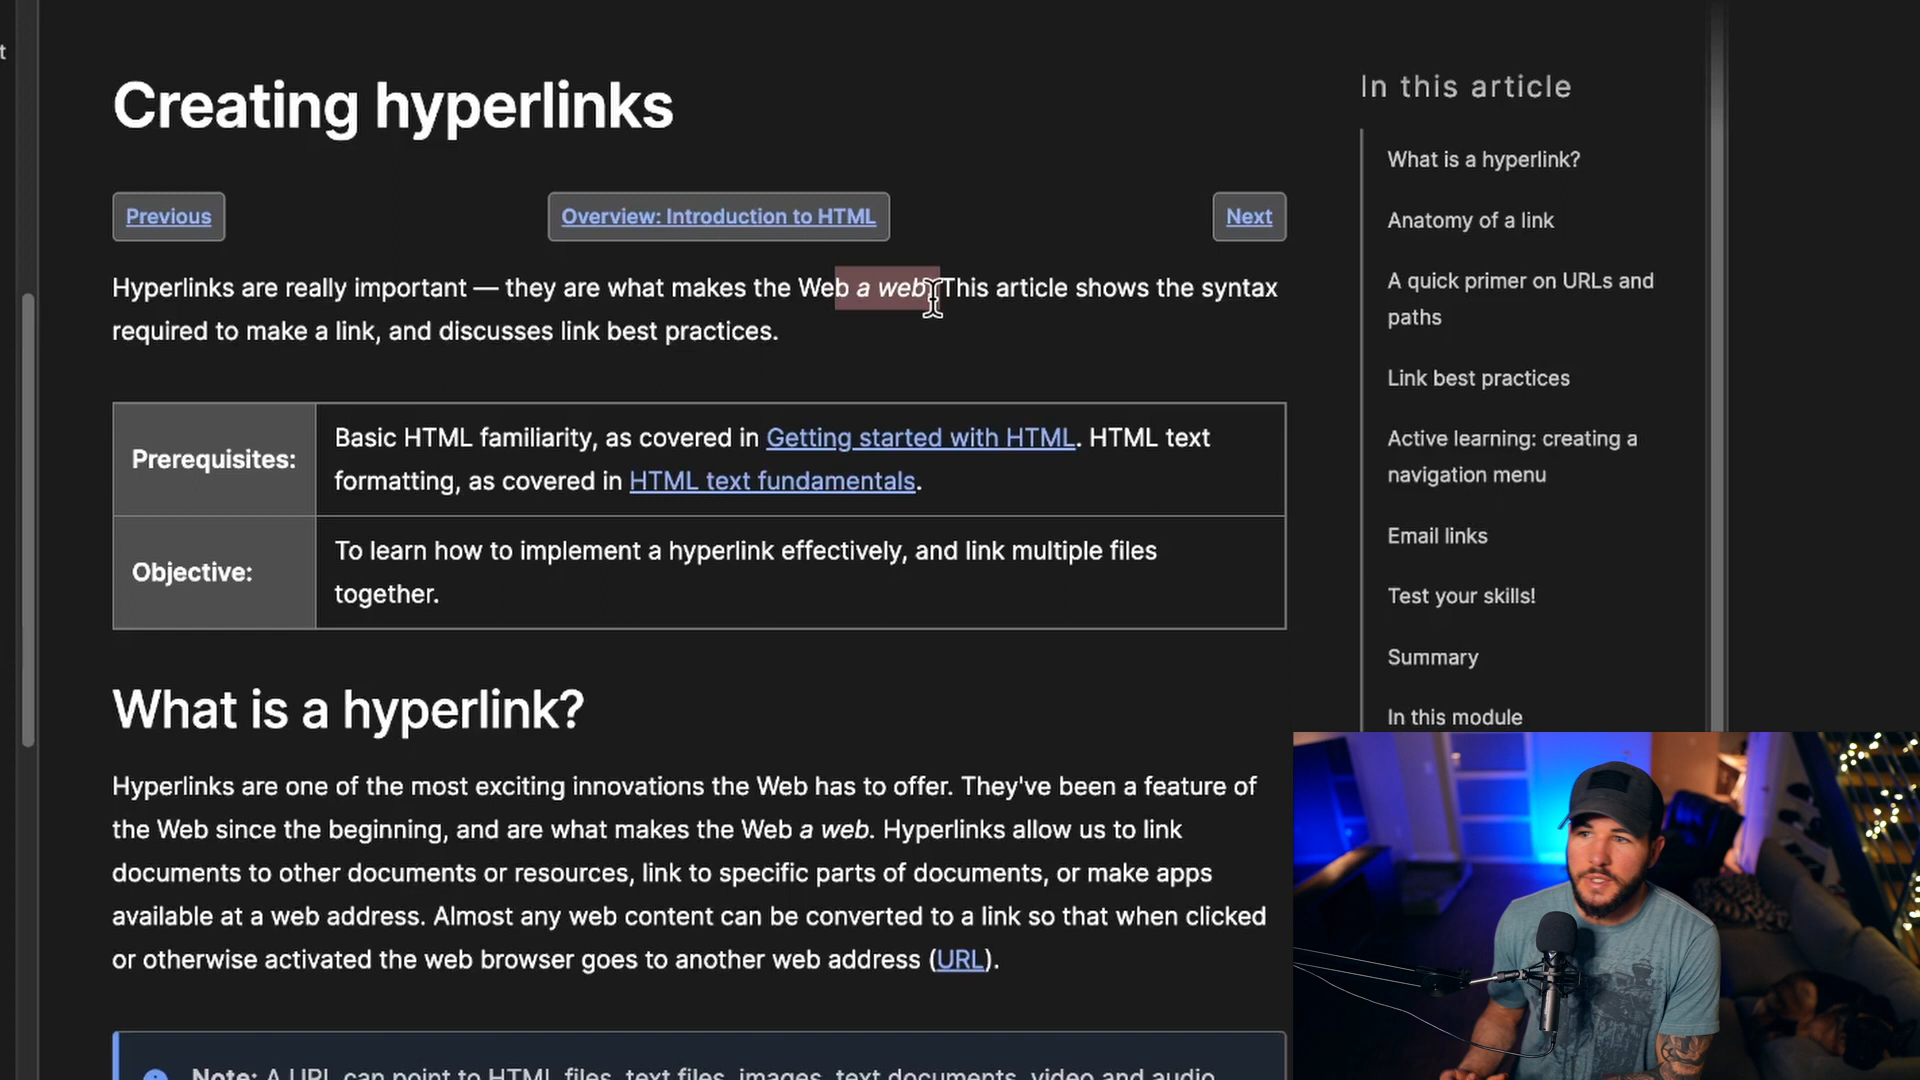 t
Creating hyperlinks
Previous
Overview: Introduction to HTML
Next
Hyperlinks are really important — they are what makes the Web a web. This article shows the syntax
required to make a link, and discusses link best practices.
Prerequisites:
Basic HTML familiarity, as covered in Getting started with HTML. HTML text
formatting, as covered in HTML text fundamentals.
Objective:
To learn how to implement a hyperlink effectively, and link multiple files
together.
What is a hyperlink?
Hyperlinks are one of the most exciting innovations the Web has to offer. They've been a feature of
the Web since the beginning, and are what makes the Web a web. Hyperlinks allow us to link
documents to other documents or resources, link to specific parts of documents, or make apps
available at a web address. Almost any web content can be converted to a link so that when clicked
or otherwise activated the web browser goes to another web address (URL).
Note: A URL can point to HTML files, text files, images, text documents, video and audio
In this article
What is a hyperlink?
Anatomy of a link
A quick primer on URLs and
paths
Link best practices
Active learning: creating a
navigation menu
Email links
Test your skills!
Summary
In this module